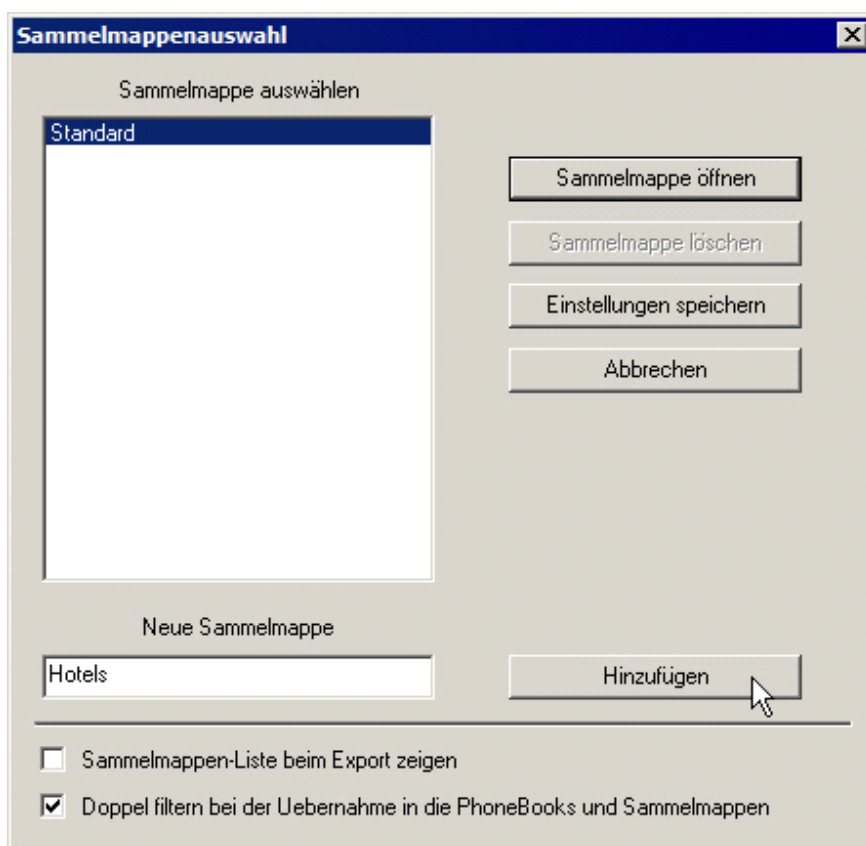 Sammelmappenauswahl
Sammelmappe auswählen
Standard
Sammelmappe öffnen
Sammelmappe löschen
Einstellungen speichern
Abbrechen
Neue Sammelmappe
Hotels
Hinzufügen
Sammelmappen-Liste beim Export zeigen
Doppel filtern bei der Uebernahme in die PhoneBooks und Sammelmappen